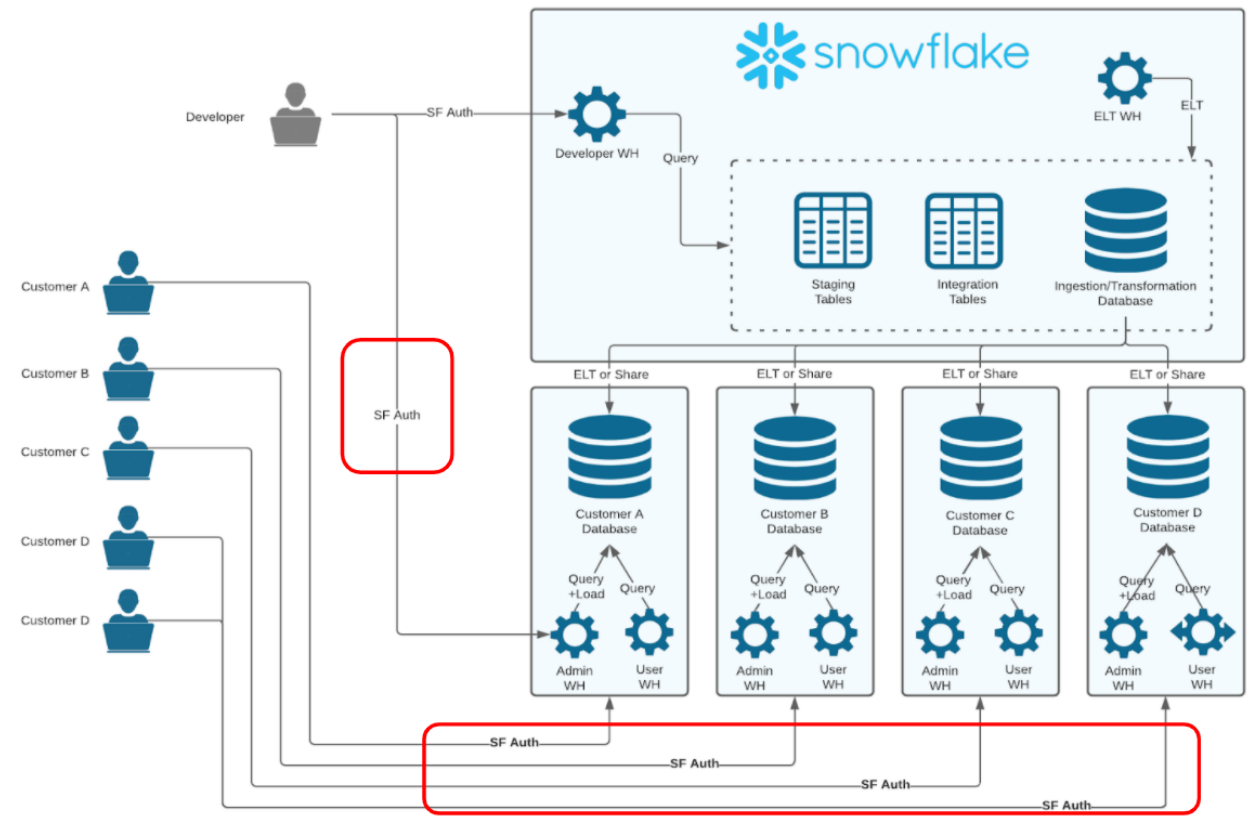 snowflake
Developer
SF Auth
Developer WH
Query
ELT WH
ELT
Staging
Tables
Integration
Tables
Ingestion/Transformation
Database
Customer A
Customer B
Customer C
Customer D
Customer D
SF Auth
ELT or Share
ELT or Share
ELT or Share
ELT or Share
Customer A
Database
Customer B
Database
Customer C
Database
Customer D
Database
Query
+Load
Query
Query
+Load
Query
Query
+Load
Query
Query
+Load
Query
Admin
WH
User
WH
Admin
WH
User
WH
Admin
WH
User
WH
Admin
WH
User
WH
SF Auth
SF Auth
SF Auth
SF Auth